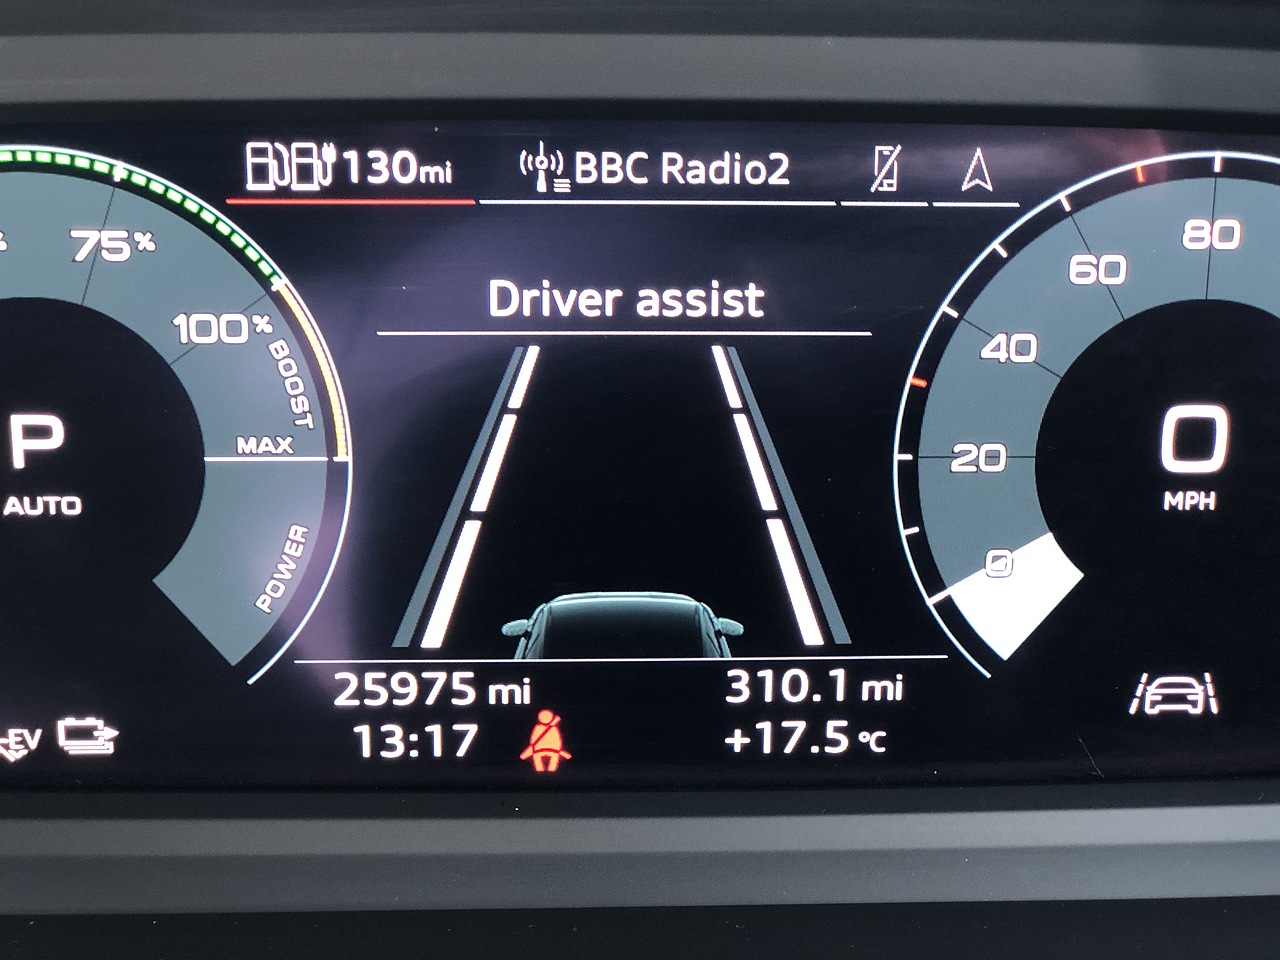 130mi
BBC Radio2
Driver assist
75%
100%
BOOST
MAX
POWER
P
AUTO
80
60
40
20
0
0
MPH
25975 mi
310.1 mi
13:17
+17.5 °C
EV